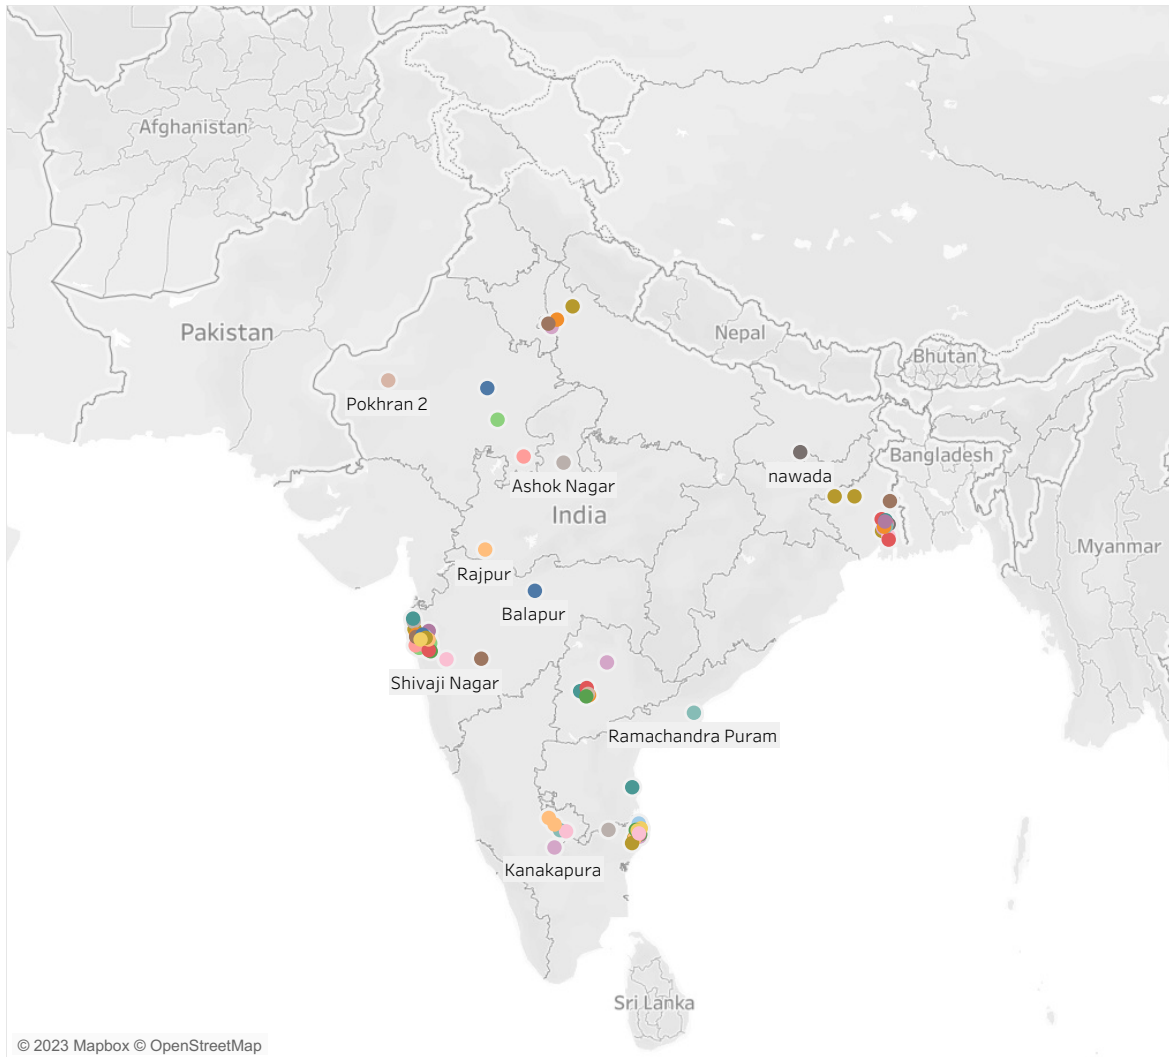 Afghanistan
Pakistan
Nepal
Bhutan
Pokhran 2
Bangladesh
nawada
Ashok Nagar
India
Myanmar
Rajpur
Balapur
Shivaji Nagar
Ramachandra Puram
Kanakapura
Sri Lanka
© 2023 Mapbox © OpenStreetMap